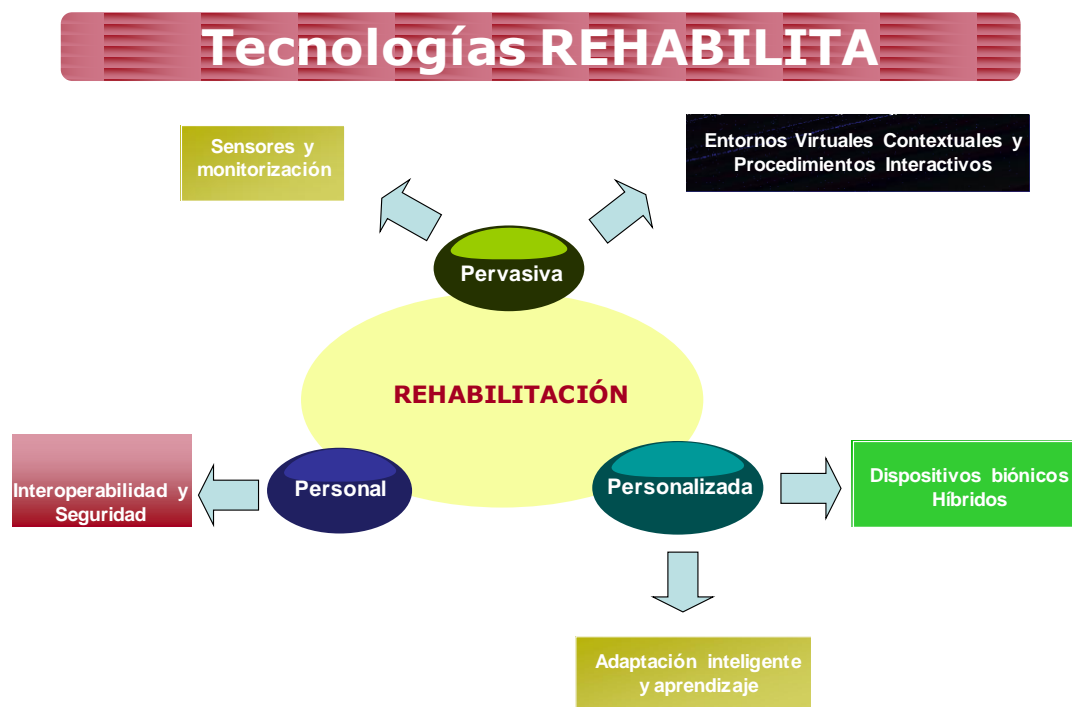 Tecnologías REHABILITA
Sensores y
monitorización
Entornos Virtuales Contextuales y
Procedimientos Interactivos
Pervasiva
REHABILITACIÓN
Interoperabilidad y
Seguridad
Personal
Personalizada
Dispositivos biónicos
Híbridos
Adaptación inteligente
y aprendizaje